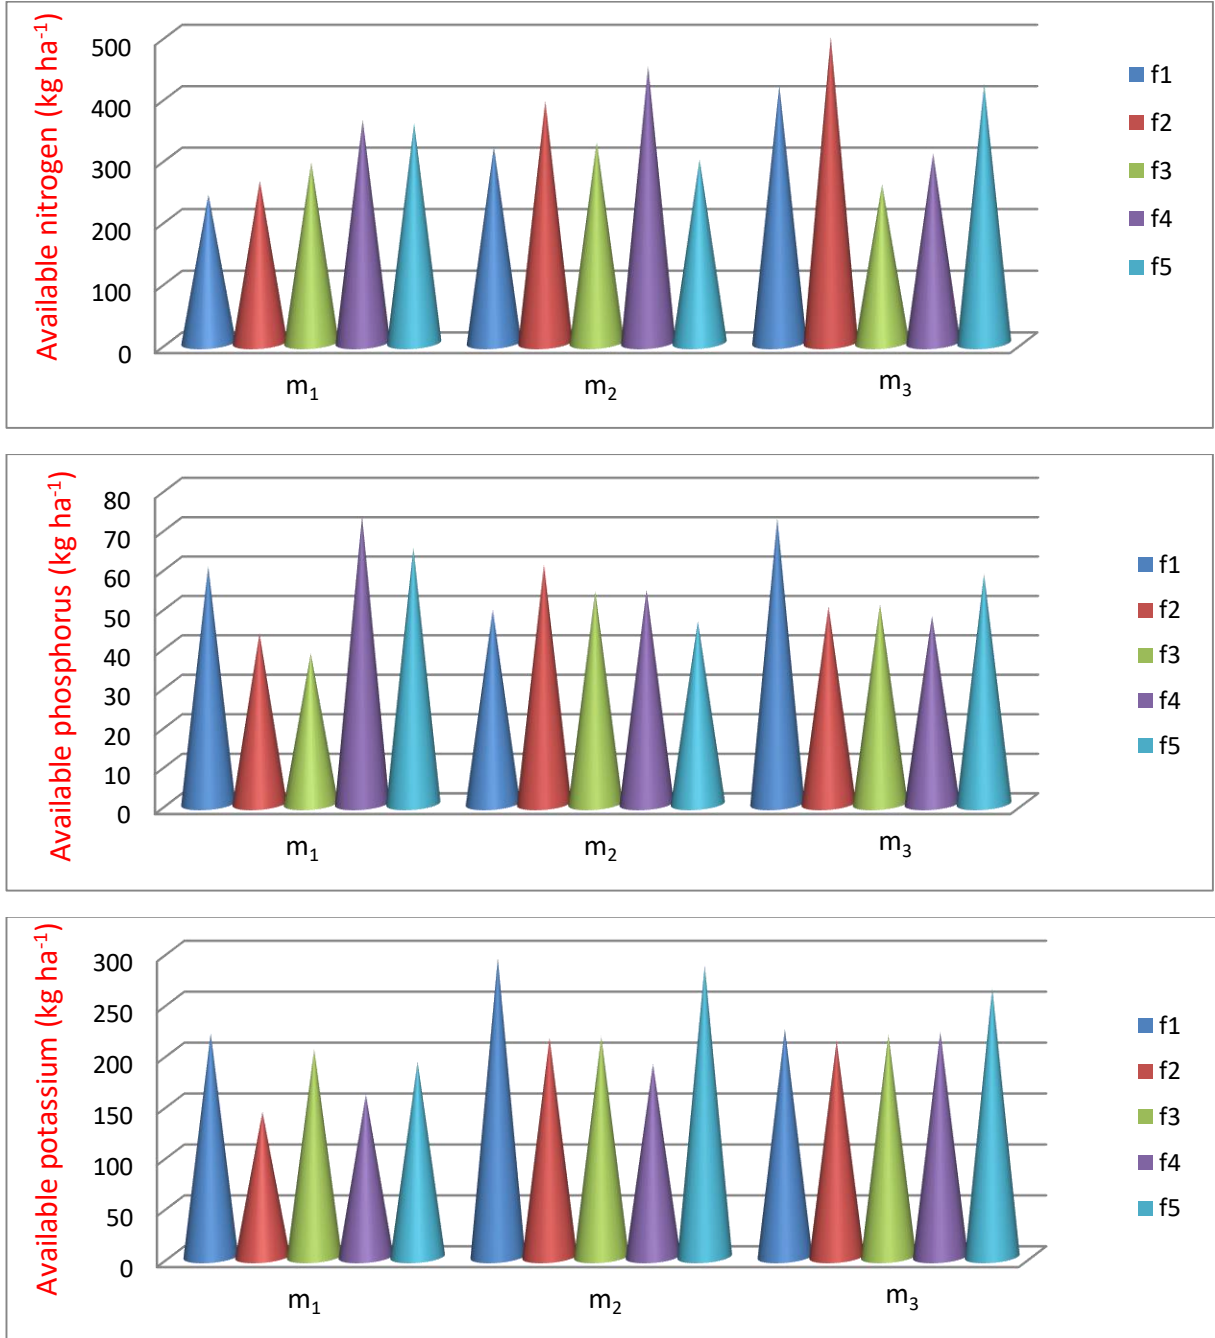 Available nitrogen (kg ha⁻¹)
500
400
300
200
100
0
m₁
m₂
m₃
f1
f2
f3
f4
f5
Available phosphorus (kg ha⁻¹)
80
70
60
50
40
30
20
10
0
m₁
m₂
m₃
f1
f2
f3
f4
f5
Available potassium (kg ha⁻¹)
300
250
200
150
100
50
0
m₁
m₂
m₃
f1
f2
f3
f4
f5